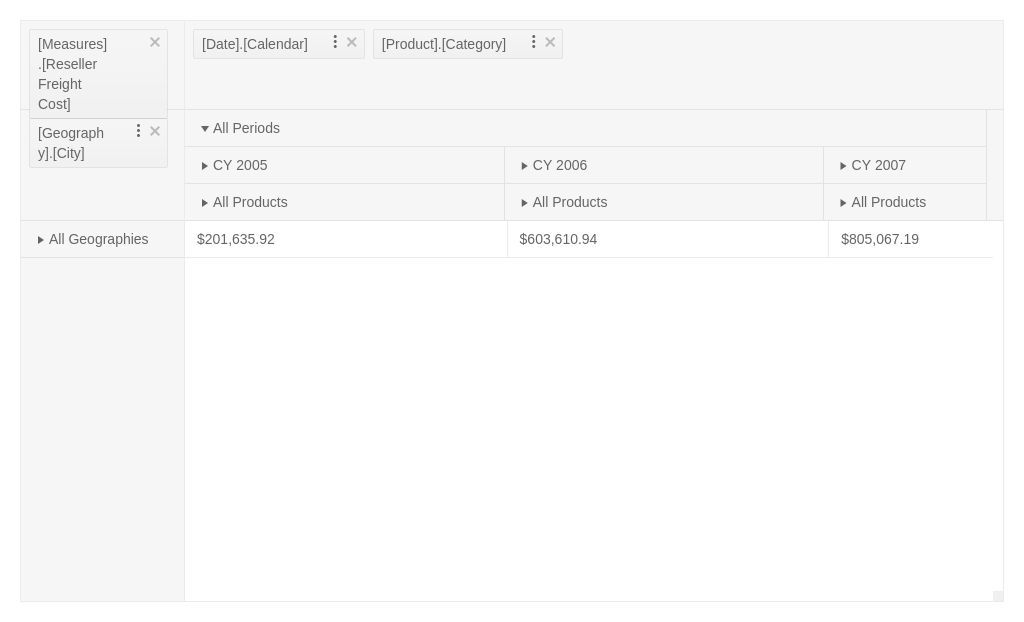 [Measures]
.[Reseller
Freight
Cost]
[Date].[Calendar]
[Product].[Category]
[Geograph
y].[City]
All Periods
CY 2005
CY 2006
CY 2007
All Products
All Products
All Products
All Geographies
$201,635.92
$603,610.94
$805,067.19